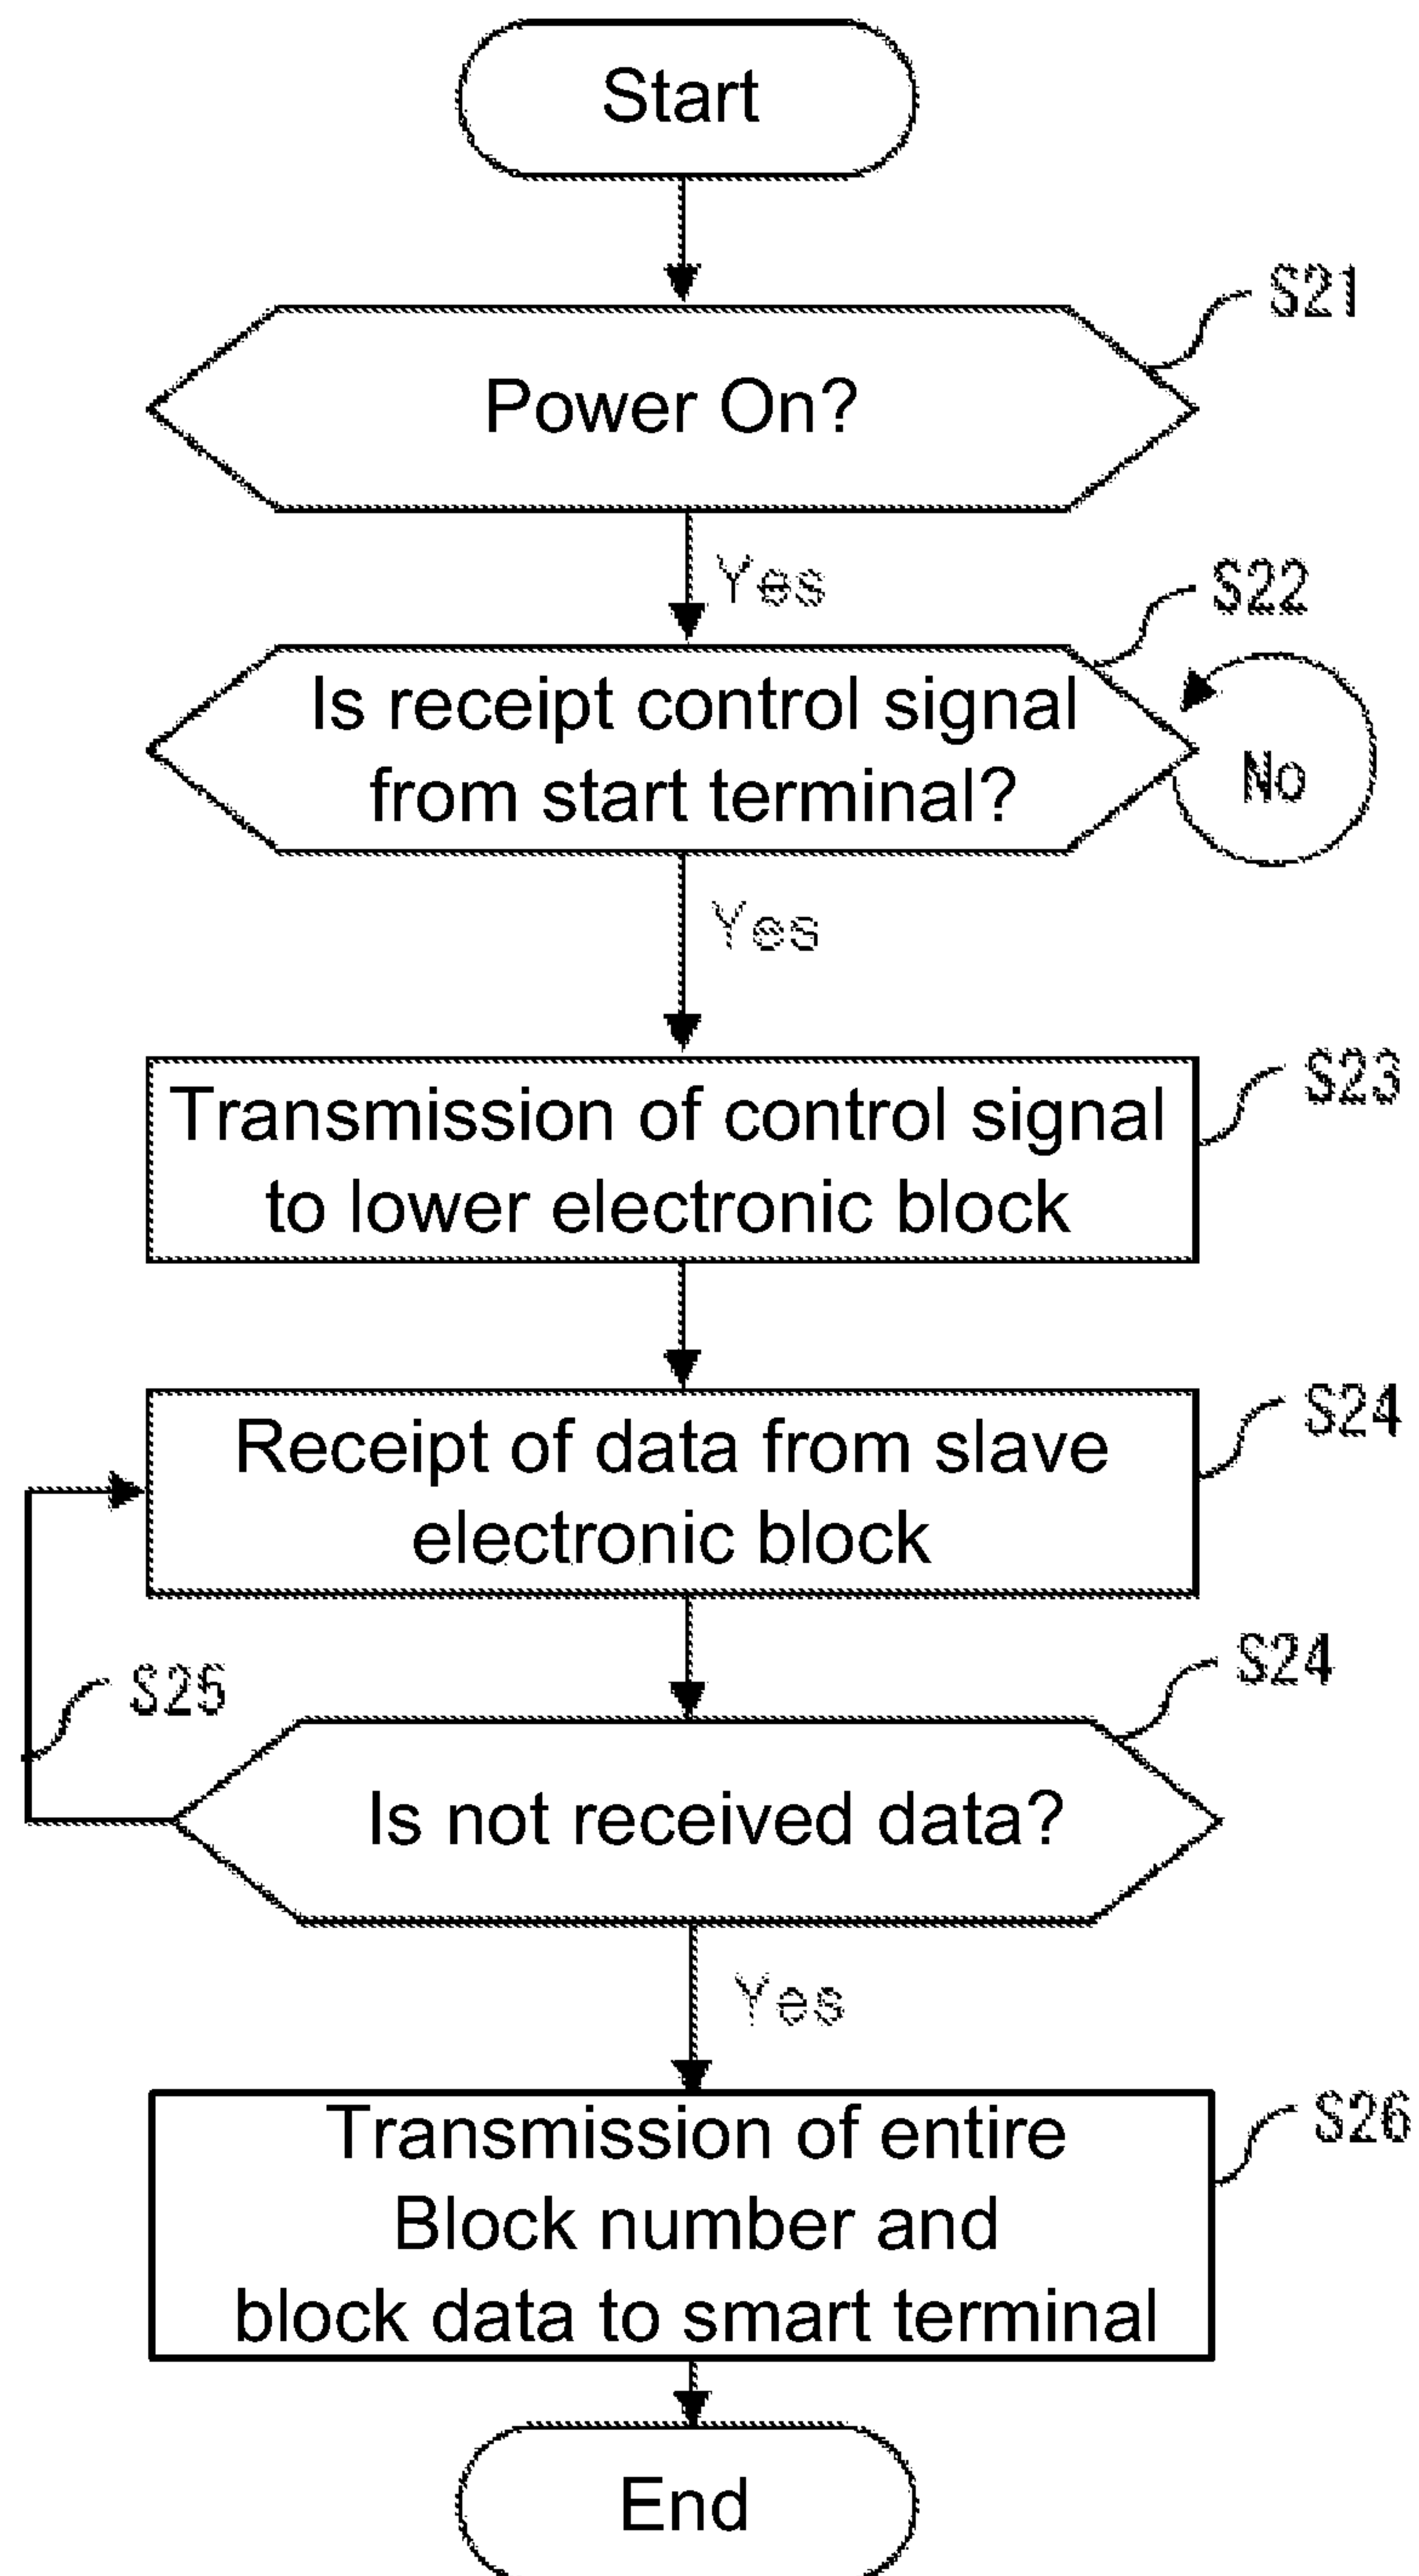 Start
S21
Power On?
Yes
S22
Is receipt control signal
from start terminal?
No
Yes
S23
Transmission of control signal
to lower electronic block
S24
Receipt of data from slave
electronic block
S25
S24
Is not received data?
Yes
S26
Transmission of entire
Block number and
block data to smart terminal
End